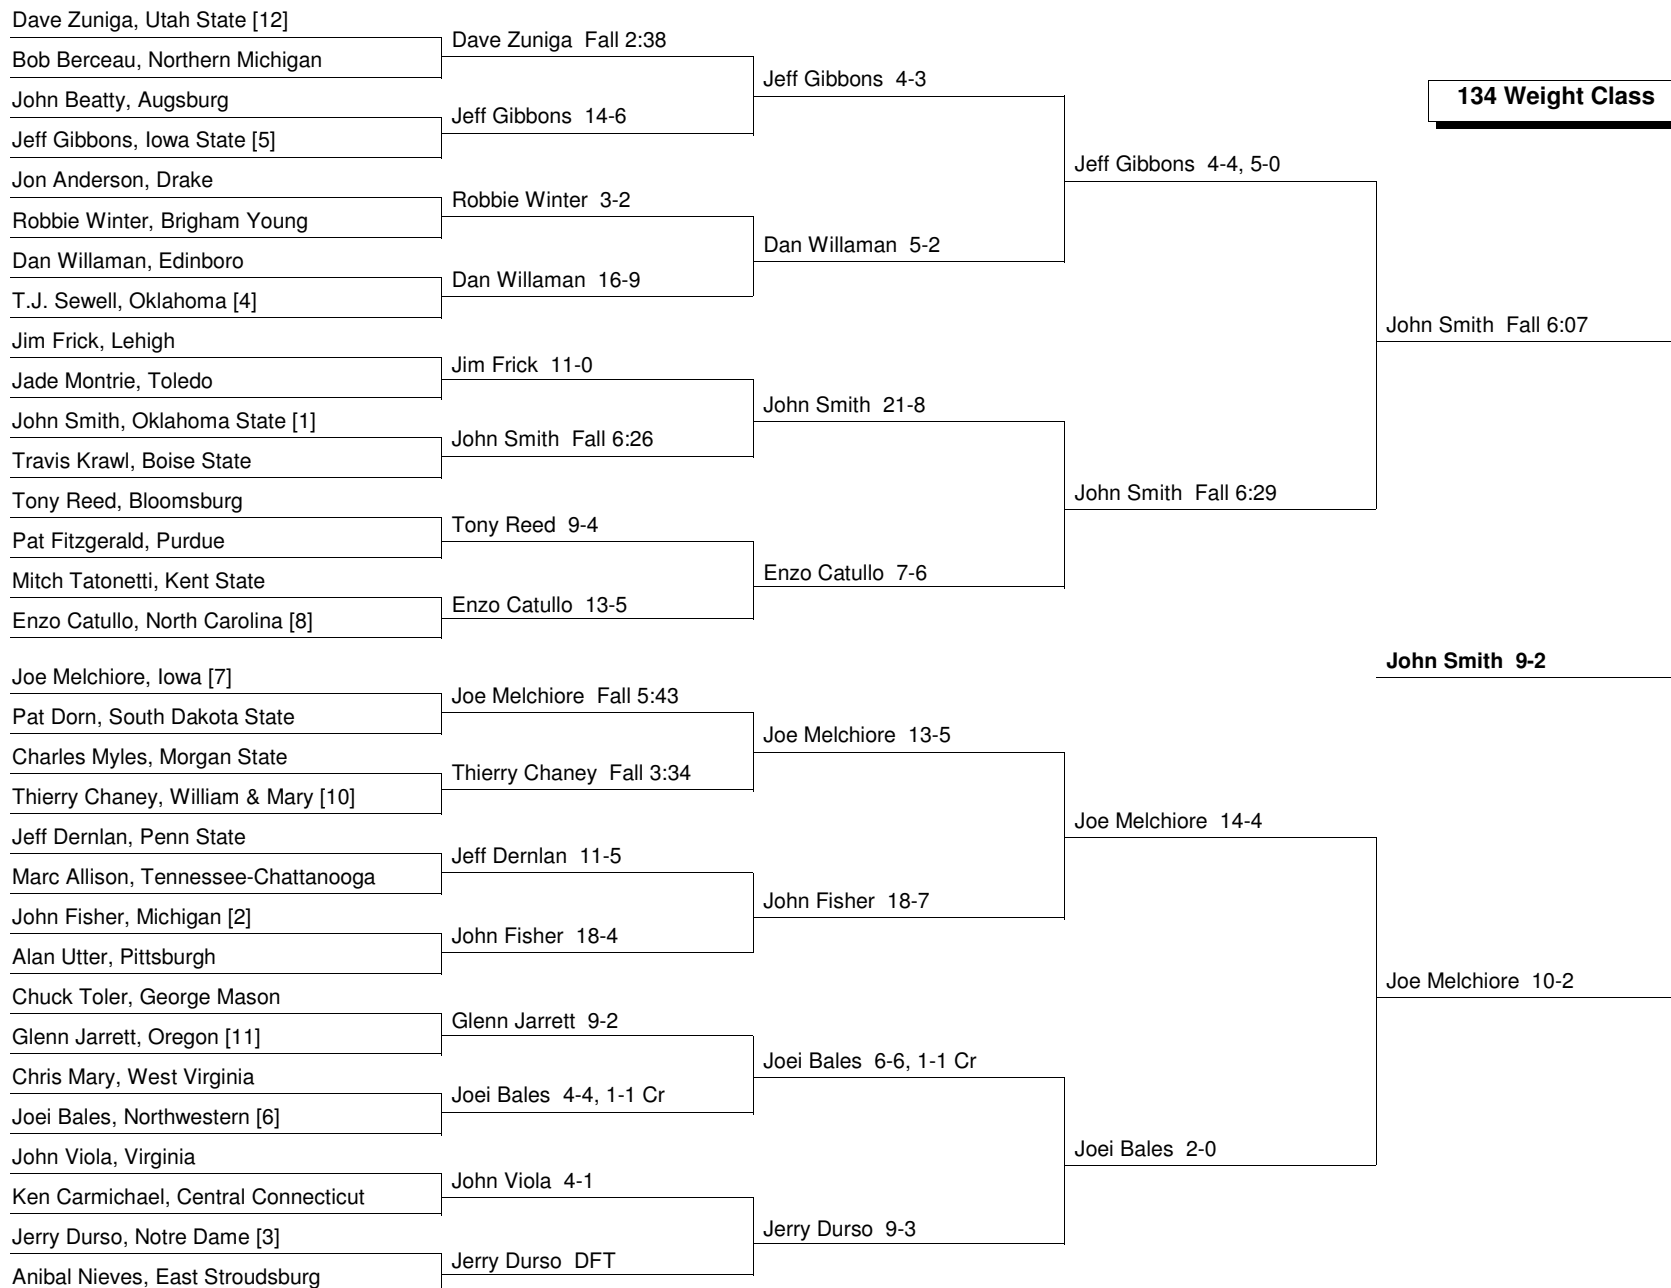 Dave Zuniga, Utah State [12]
Bob Berceau, Northern Michigan
John Beatty, Augsburg
Jeff Gibbons, Iowa State [5]
Jon Anderson, Drake
Robbie Winter, Brigham Young
Dan Willaman, Edinboro
T.J. Sewell, Oklahoma [4]
Jim Frick, Lehigh
Jade Montrie, Toledo
John Smith, Oklahoma State [1]
Travis Krawl, Boise State
Tony Reed, Bloomsburg
Pat Fitzgerald, Purdue
Mitch Tatonetti, Kent State
Enzo Catullo, North Carolina [8]
Joe Melchiore, Iowa [7]
Pat Dorn, South Dakota State
Charles Myles, Morgan State
Thierry Chaney, William & Mary [10]
Jeff Dernlan, Penn State
Marc Allison, Tennessee-Chattanooga
John Fisher, Michigan [2]
Alan Utter, Pittsburgh
Chuck Toler, George Mason
Glenn Jarrett, Oregon [11]
Chris Mary, West Virginia
Joei Bales, Northwestern [6]
John Viola, Virginia
Ken Carmichael, Central Connecticut
Jerry Durso, Notre Dame [3]
Anibal Nieves, East Stroudsburg
Dave Zuniga Fall 2:38
Jeff Gibbons 14-6
Robbie Winter 3-2
Dan Willaman 16-9
Jim Frick 11-0
John Smith Fall 6:26
Tony Reed 9-4
Enzo Catullo 13-5
Joe Melchiore Fall 5:43
Thierry Chaney Fall 3:34
Jeff Dernlan 11-5
John Fisher 18-4
Glenn Jarrett 9-2
Joei Bales 4-4, 1-1 Cr
John Viola 4-1
Jerry Durso DFT
Jeff Gibbons 4-3
Dan Willaman 5-2
John Smith 21-8
Enzo Catullo 7-6
Joe Melchiore 13-5
John Fisher 18-7
Joei Bales 6-6, 1-1 Cr
Jerry Durso 9-3
Jeff Gibbons 4-4, 5-0
John Smith Fall 6:29
Joe Melchiore 14-4
Joei Bales 2-0
134 Weight Class
John Smith Fall 6:07
John Smith 9-2
Joe Melchiore 10-2